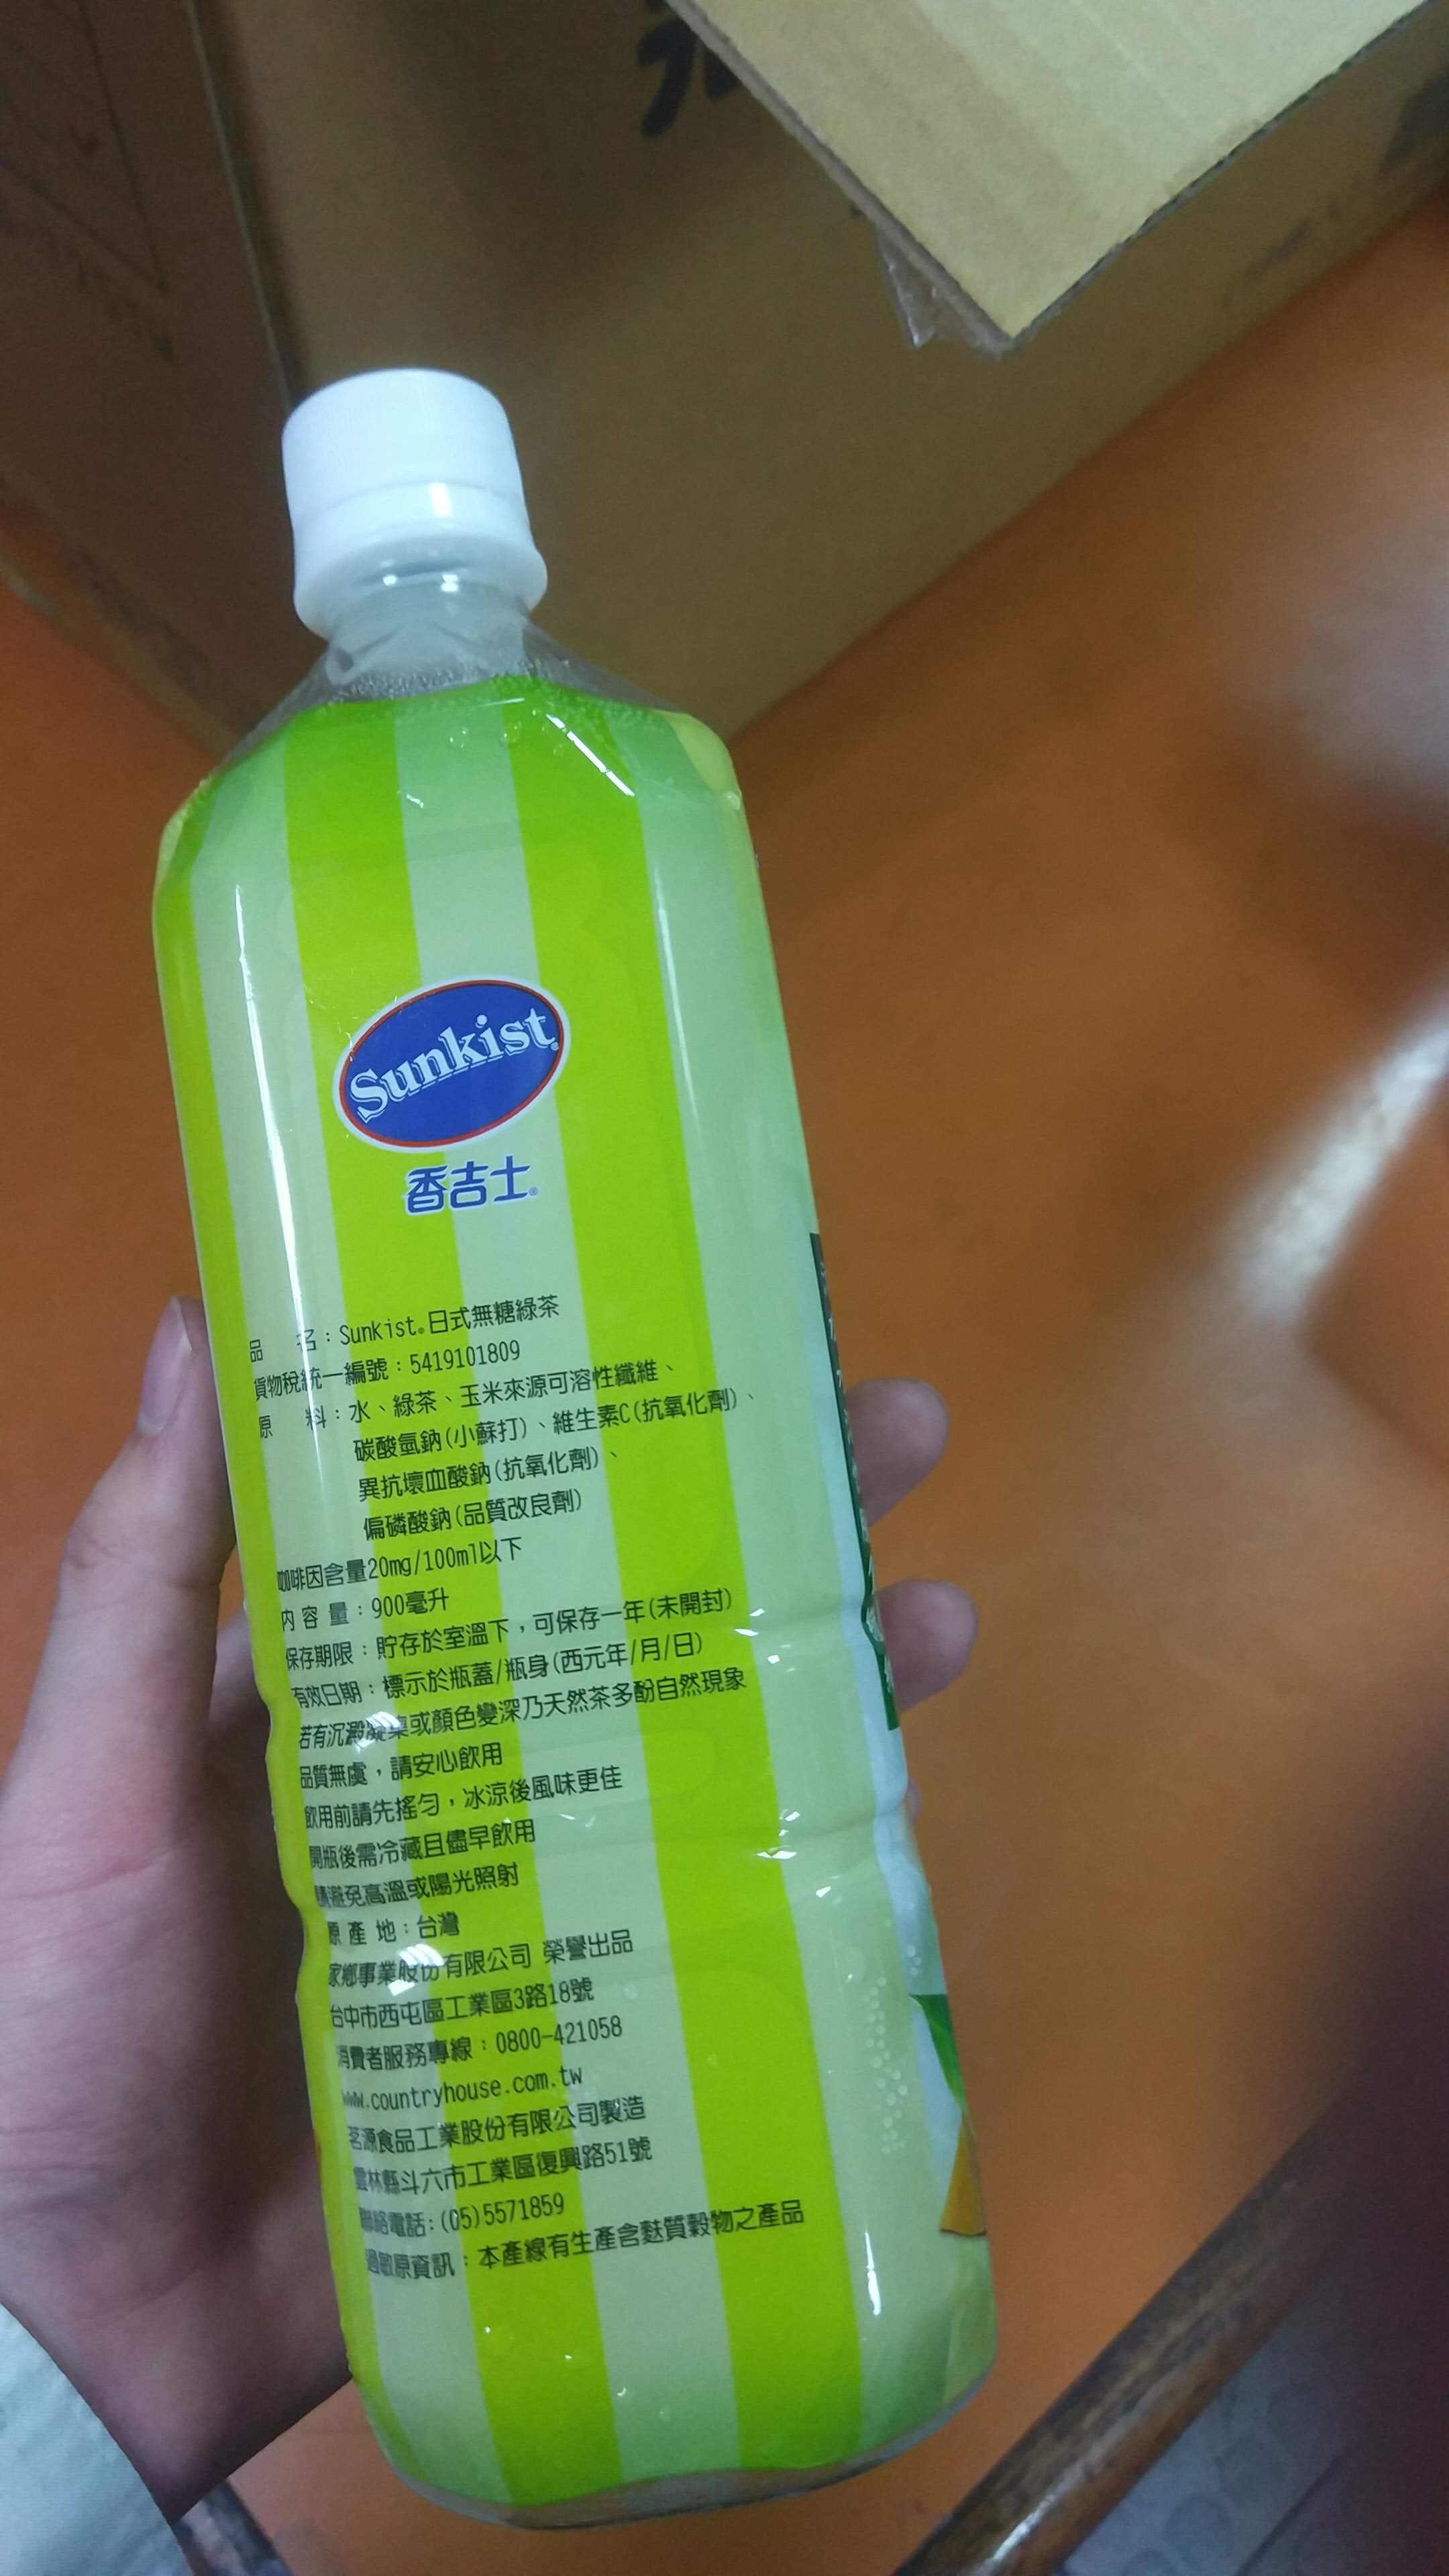 Sunkist®
香吉士®
品 名：Sunkist®日式無糖綠茶
貨物稅統一編號：5419101809
原 料：水、綠茶、玉米來源可溶性纖維、
碳酸氫鈉(小蘇打)、維生素C(抗氧化劑)、
異抗壞血酸鈉(抗氧化劑)、
偏磷酸鈉(品質改良劑)
咖啡因含量20mg/100ml以下
內 容 量：900毫升
保存期限：貯存於室溫下，可保存一年(未開封)
有效日期：標示於瓶蓋/瓶身(西元年/月/日)
若有沉澱凝集或顏色變深乃天然茶多酚自然現象
品質無虞，請安心飲用
飲用前請先搖勻，冰涼後風味更佳
開瓶後需冷藏且儘早飲用
請避免高溫或陽光照射
原 產 地：台灣
家鄉事業股份有限公司 榮譽出品
台中市西屯區工業區3路18號
消費者服務專線：0800-421058
www.countryhouse.com.tw
茗源食品工業股份有限公司製造
雲林縣斗六市工業區復興路51號
聯絡電話：(05)5571859
過敏原資訊：本產線有生產含麩質穀物之產品